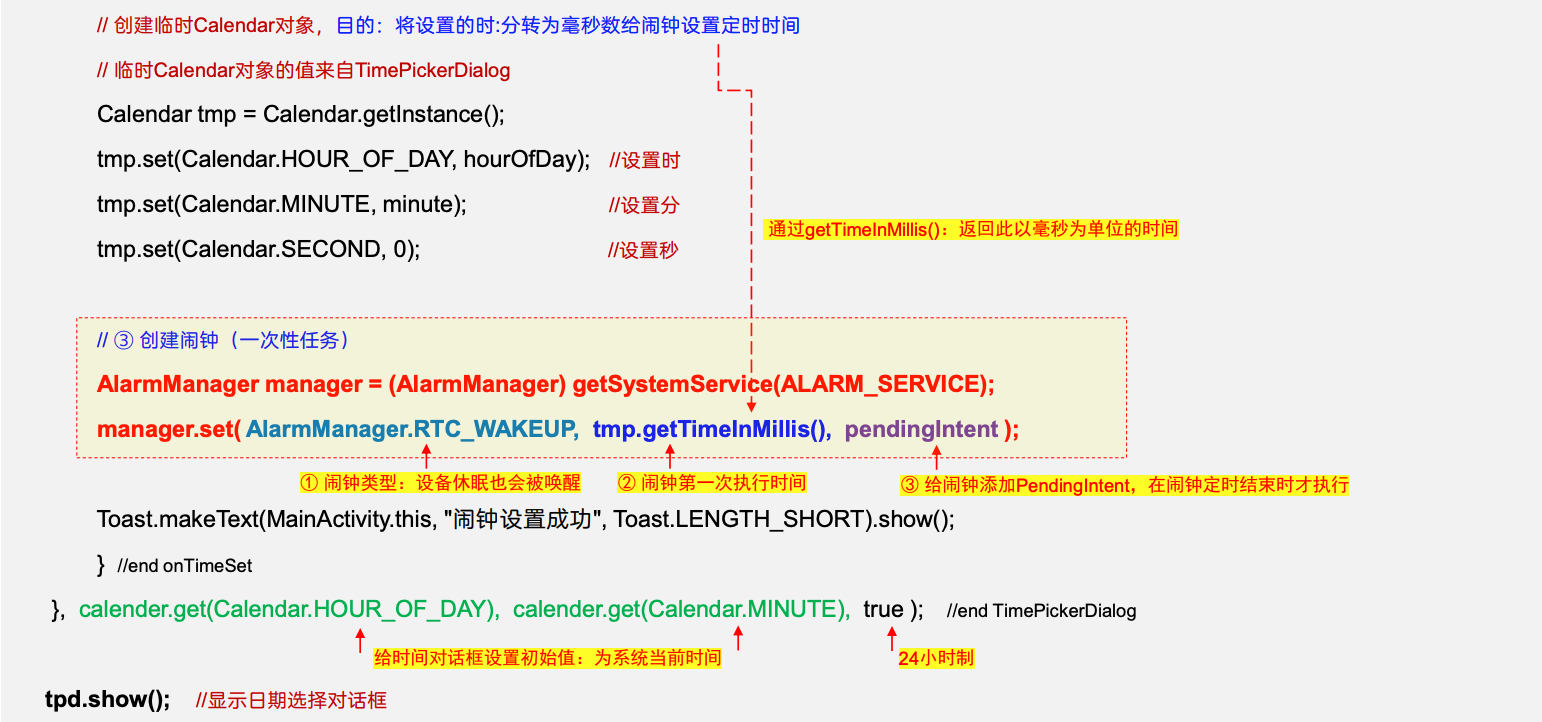 // 创建临时Calendar对象，目的：将设置的时:分转为毫秒数给闹钟设置定时时间
// 临时Calendar对象的值来自TimePickerDialog
Calendar tmp = Calendar.getInstance();
tmp.set(Calendar.HOUR_OF_DAY, hourOfDay); //设置时
tmp.set(Calendar.MINUTE, minute); //设置分
通过getTimeInMillis()：返回此以毫秒为单位的时间
tmp.set(Calendar.SECOND, 0); //设置秒
// ③ 创建闹钟（一次性任务）
AlarmManager manager = (AlarmManager) getSystemService(ALARM_SERVICE);
manager.set( AlarmManager.RTC_WAKEUP, tmp.getTimeInMillis(), pendingIntent );
① 闹钟类型：设备休眠也会被唤醒 ② 闹钟第一次执行时间 ③ 给闹钟添加PendingIntent，在闹钟定时结束时才执行
Toast.makeText(MainActivity.this, "闹钟设置成功", Toast.LENGTH_SHORT).show();
} //end onTimeSet
}, calender.get(Calendar.HOUR_OF_DAY), calender.get(Calendar.MINUTE), true ); //end TimePickerDialog
给时间对话框设置初始值：为系统当前时间 24小时制
tpd.show(); //显示日期选择对话框